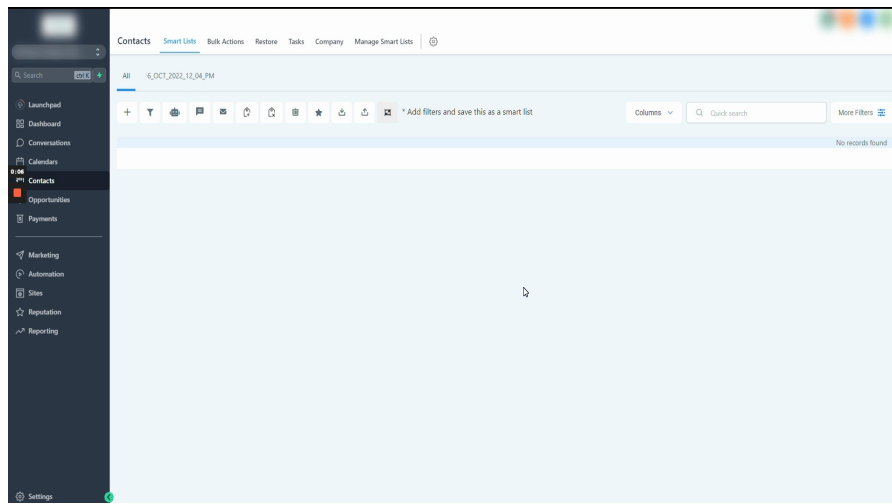 Contacts Smart Lists Bulk Actions Restore Tasks Company Manage Smart Lists
Search ctrl K
All 6_OCT_2022_12_04_PM
Launchpad
* Add filters and save this as a smart list Columns Quick search More Filters
Dashboard
Conversations
No records found
Calendars
0:06
Contacts
Opportunities
Payments
Marketing
Automation
Sites
Reputation
Reporting
Settings